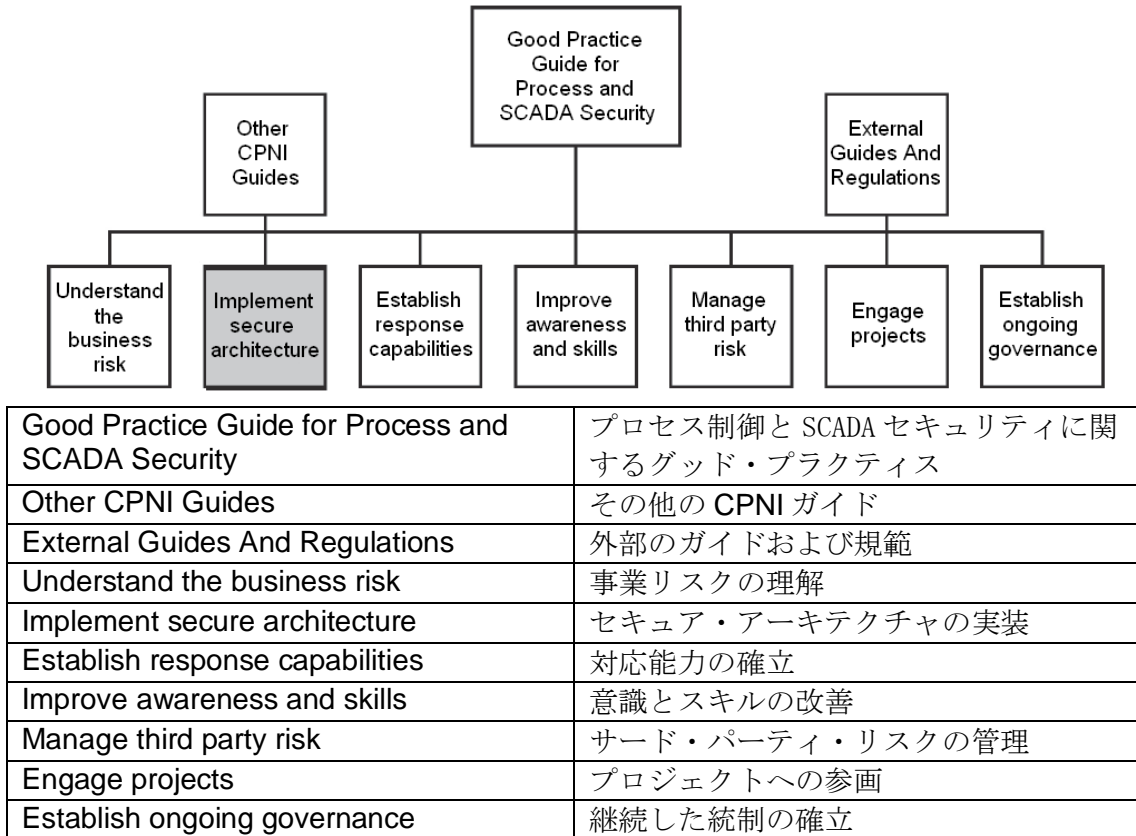 Good Practice
Guide for
Process and
SCADA Security
Other
CPNI
Guides
External
Guides And
Regulations
Understand
the
business
risk
Implement
secure
architecture
Establish
response
capabilities
Improve
awareness
and skills
Manage
third party
risk
Engage
projects
Establish
ongoing
governance
Good Practice Guide for Process and
SCADA Security
プロセス制御と SCADA セキュリティに関
するグッド・プラクティス
Other CPNI Guides
その他の CPNI ガイド
External Guides And Regulations
外部のガイドおよび規範
Understand the business risk
事業リスクの理解
Implement secure architecture
セキュア・アーキテクチャの実装
Establish response capabilities
対応能力の確立
Improve awareness and skills
意識とスキルの改善
Manage third party risk
サード・パーティ・リスクの管理
Engage projects
プロジェクトへの参画
Establish ongoing governance
継続した統制の確立